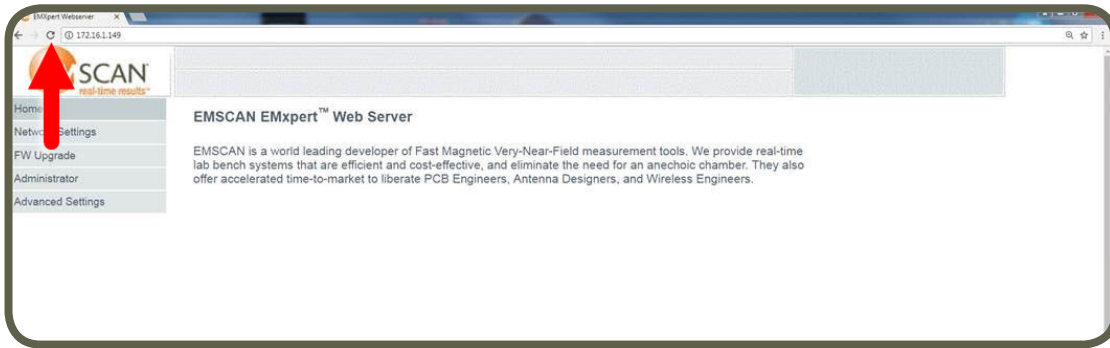 EMXpert Webserver
172.16.1.149
SCAN
real-time results™
Home
Network Settings
FW Upgrade
Administrator
Advanced Settings
EMSCAN EMxpert™ Web Server
EMSCAN is a world leading developer of Fast Magnetic Very-Near-Field measurement tools. We provide real-time
lab bench systems that are efficient and cost-effective, and eliminate the need for an anechoic chamber. They also
offer accelerated time-to-market to liberate PCB Engineers, Antenna Designers, and Wireless Engineers.